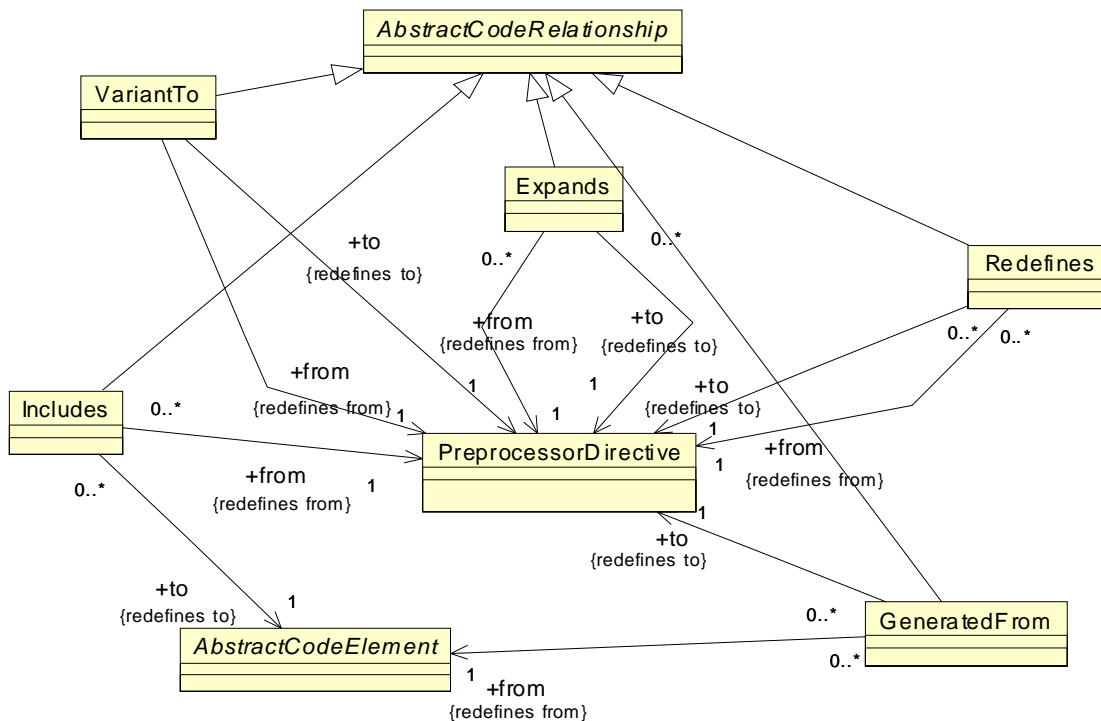 AbstractCodeRelationship
VariantTo
Expands
+to
{redefines to}
0..*
0..*
Redefines
+from
{redefines from}
+to
{redefines to}
0..*
0..*
+from
{redefines from}
1
1
+to
{redefines to}
Includes
0..*
1
1
1
PreprocessorDirective
+from
{redefines from}
1
1
+from
{redefines from}
0..*
1
+to
{redefines to}
+to
{redefines to}
1
0..*
GeneratedFrom
AbstractCodeElement
1
0..*
+from
{redefines from}